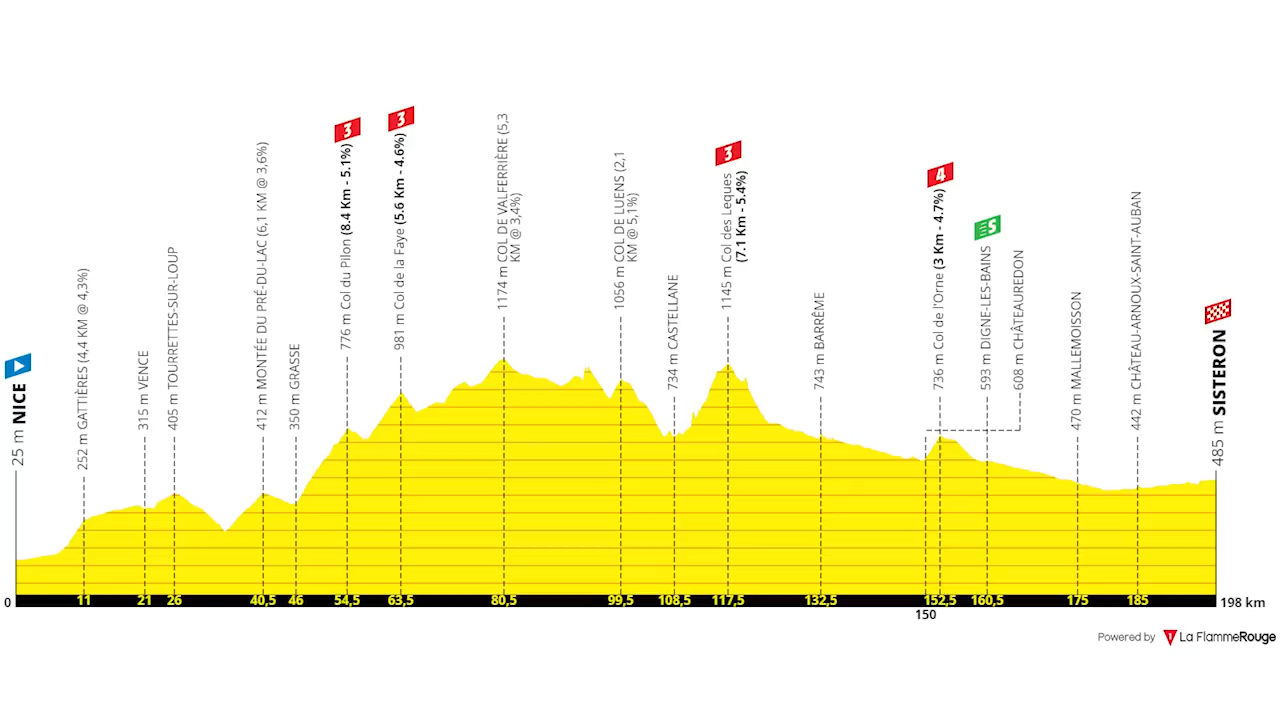 25 m NICE
252 m GATTIÈRES (4,4 KM @ 4,3%)
315 m VENCE
405 m TOURRETTES-SUR-LOUP
412 m MONTÉE DU PRÉ-DU-LAC (6,1 KM @ 3,6%)
350 m GRASSE
3
776 m Col du Pilon (8.4 Km - 5.1%)
3
981 m Col de la Faye (5.6 Km - 4.6%)
1174 m COL DE VALFERRIÈRE (5,3
KM @ 3,4%)
1056 m COL DE LUENS (2,1
KM @ 5,1%)
734 m CASTELLANE
3
1145 m Col des Leques
(7.1 Km - 5.4%)
743 m BARRÊME
4
736 m Col de l'Orne (3 Km - 4.7%)
S
593 m DIGNE-LES-BAINS
608 m CHÂTEAUREDON
470 m MALLEMOISSON
442 m CHÂTEAU-ARNOUX-SAINT-AUBAN
485 m SISTERON
0 11 21 26 40,5 46 54,5 63,5 80,5 99,5 108,5 117,5 132,5 152,5 160,5 175 185 198 km
150
Powered by La FlammeRouge